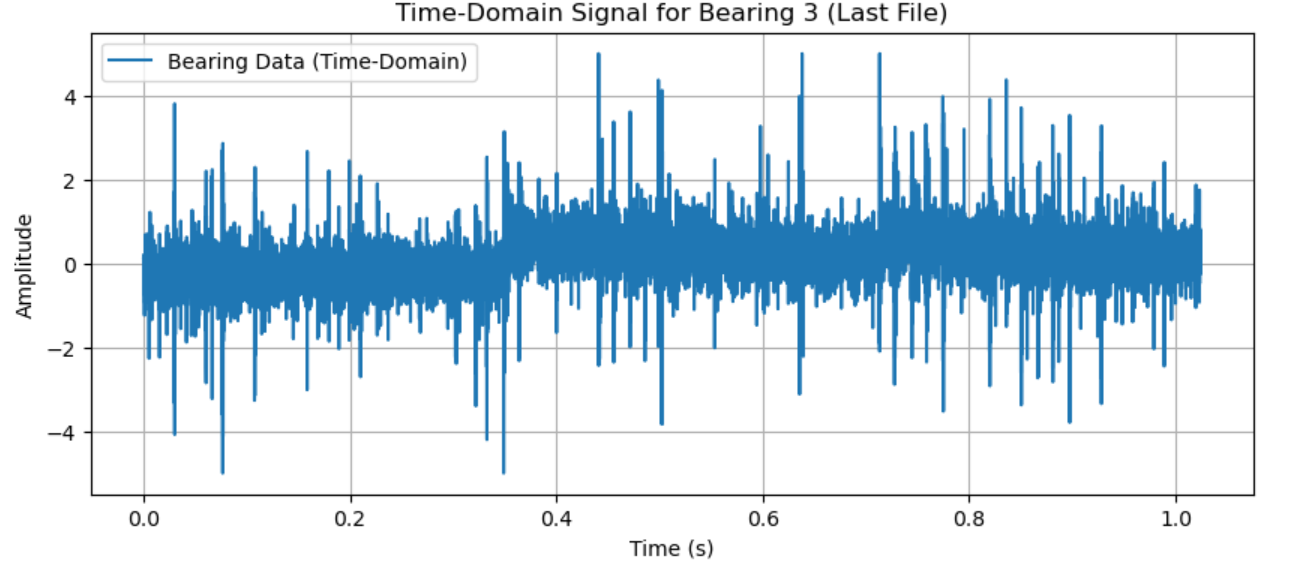 Time-Domain Signal for Bearing 3 (Last File)
Bearing Data (Time-Domain)
4
2
0
−2
−4
Amplitude
0.0 0.2 0.4 0.6 0.8 1.0
Time (s)